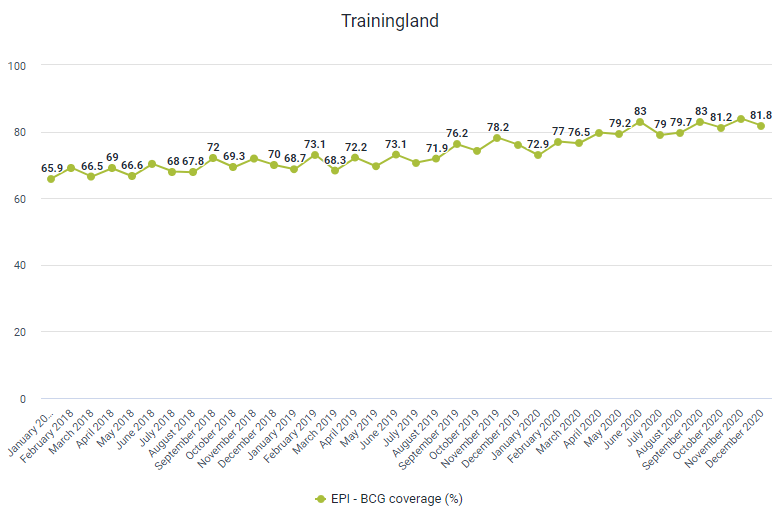 Trainingland
100
80
60
40
20
0
65.9
66.5
69
66.6
68
67.8
72
69.3
70
68.7
73.1
68.3
72.2
73.1
71.9
76.2
78.2
72.9
77
76.5
79.2
83
79
79.7
83
81.2
81.8
January 20...
February 2018
March 2018
April 2018
May 2018
June 2018
July 2018
August 2018
September 2018
October 2018
November 2018
December 2018
January 2019
February 2019
March 2019
April 2019
May 2019
June 2019
July 2019
August 2019
September 2019
October 2019
November 2019
December 2019
January 2020
February 2020
March 2020
April 2020
May 2020
June 2020
July 2020
August 2020
September 2020
October 2020
November 2020
December 2020
EPI - BCG coverage (%)